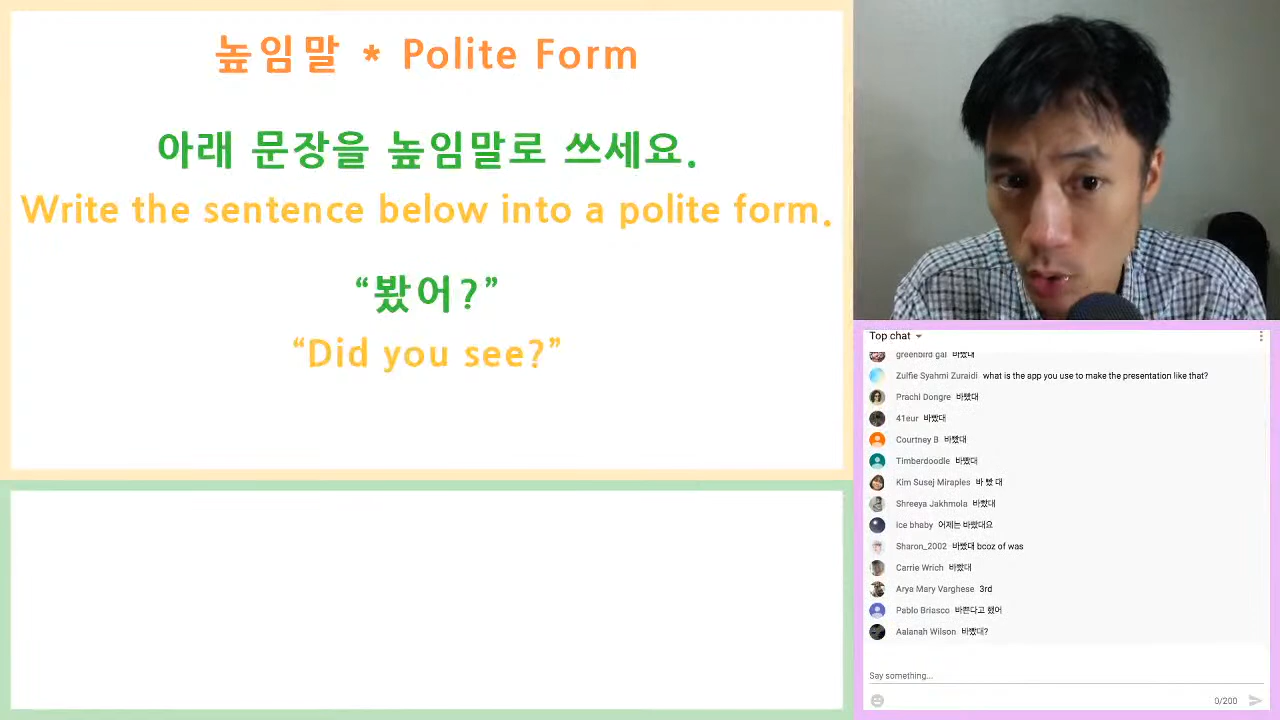 높임말 * Polite Form
아래 문장을 높임말로 쓰세요.
Write the sentence below into a polite form.
“봤어?”
“Did you see?”
Top chat
greenbird gal 바빴대
Zulfie Syahmi Zuraidi what is the app you use to make the presentation like that?
Prachi Dongre 바빴대
41eur 바빴대
Courtney B 바빴대
Timberdoodle 바빴대
Kim Susej Miraples 바 빴 대
Shreeya Jakhmola 바빴대
ice bhaby 어제는 바랐대요
Sharon_2002 바빴대 bcoz of was
Carrie Wrich 바빴대
Arya Mary Varghese 3rd
Pablo Briasco 바쁜다고 했어
Aalanah Wilson 바빴대?
Say something...
0/200